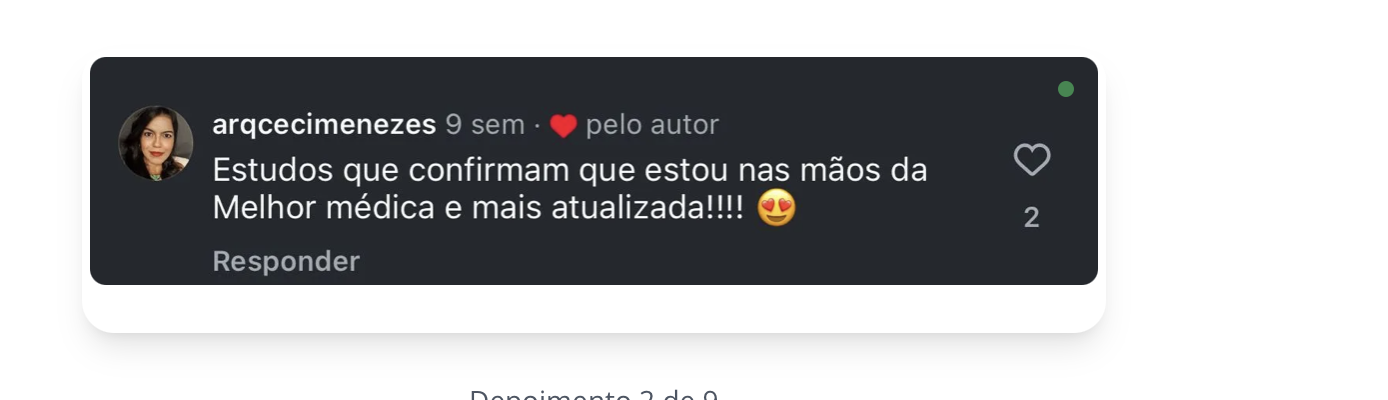 arqcecimenezes 9 sem · ❤️ pelo autor
Estudos que confirmam que estou nas mãos da
Melhor médica e mais atualizada!!!! 😍
2
Responder
Depoimento 2 de 9